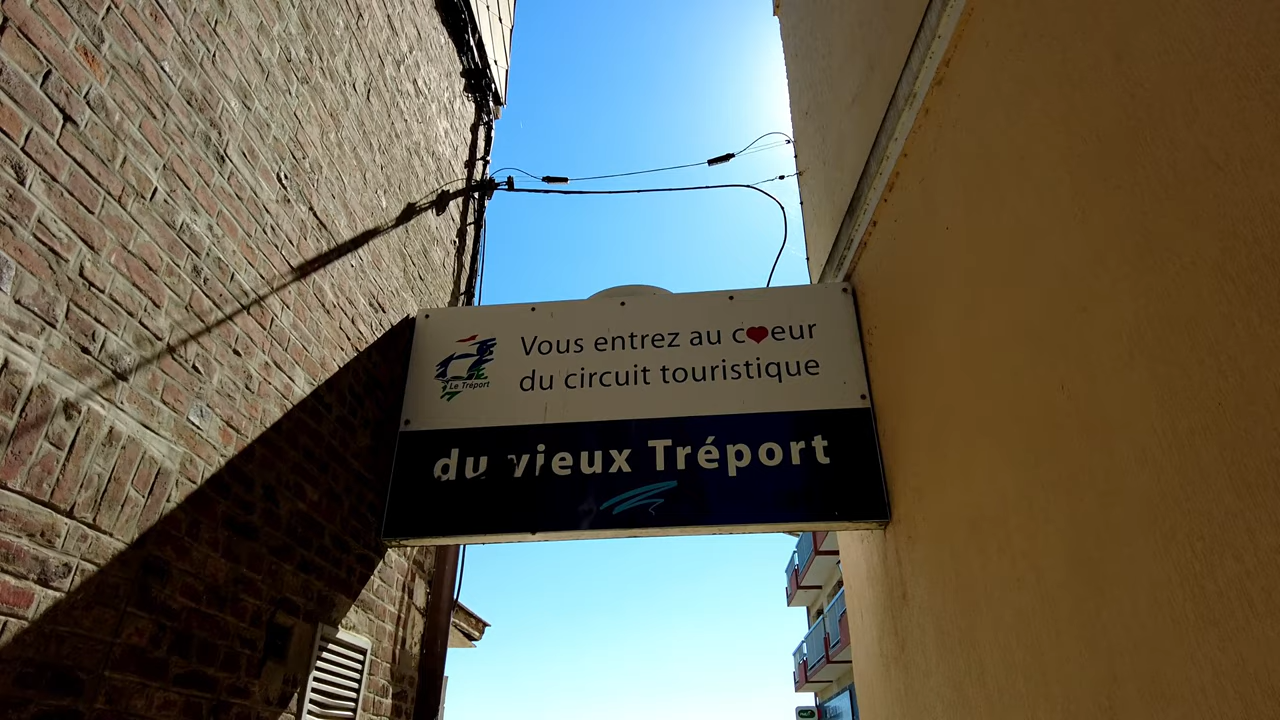 Vous entrez au cœur
du circuit touristique
Le Tréport
du vieux Tréport